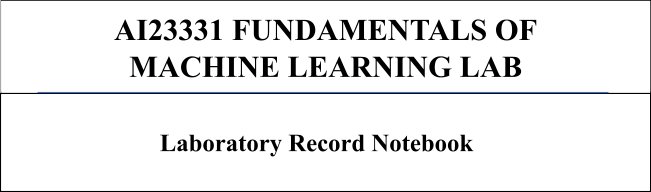 AI23331 FUNDAMENTALS OF
MACHINE LEARNING LAB
Laboratory Record Notebook